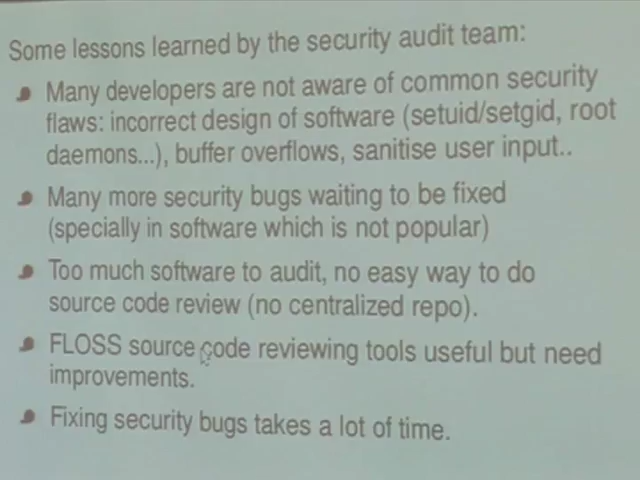 Some lessons learned by the security audit team:
Many developers are not aware of common security
flaws: incorrect design of software (setuid/setgid, root
daemons...), buffer overflows, sanitise user input..
Many more security bugs waiting to be fixed
(specially in software which is not popular)
Too much software to audit, no easy way to do
source code review (no centralized repo).
FLOSS source code reviewing tools useful but need
improvements.
Fixing security bugs takes a lot of time.